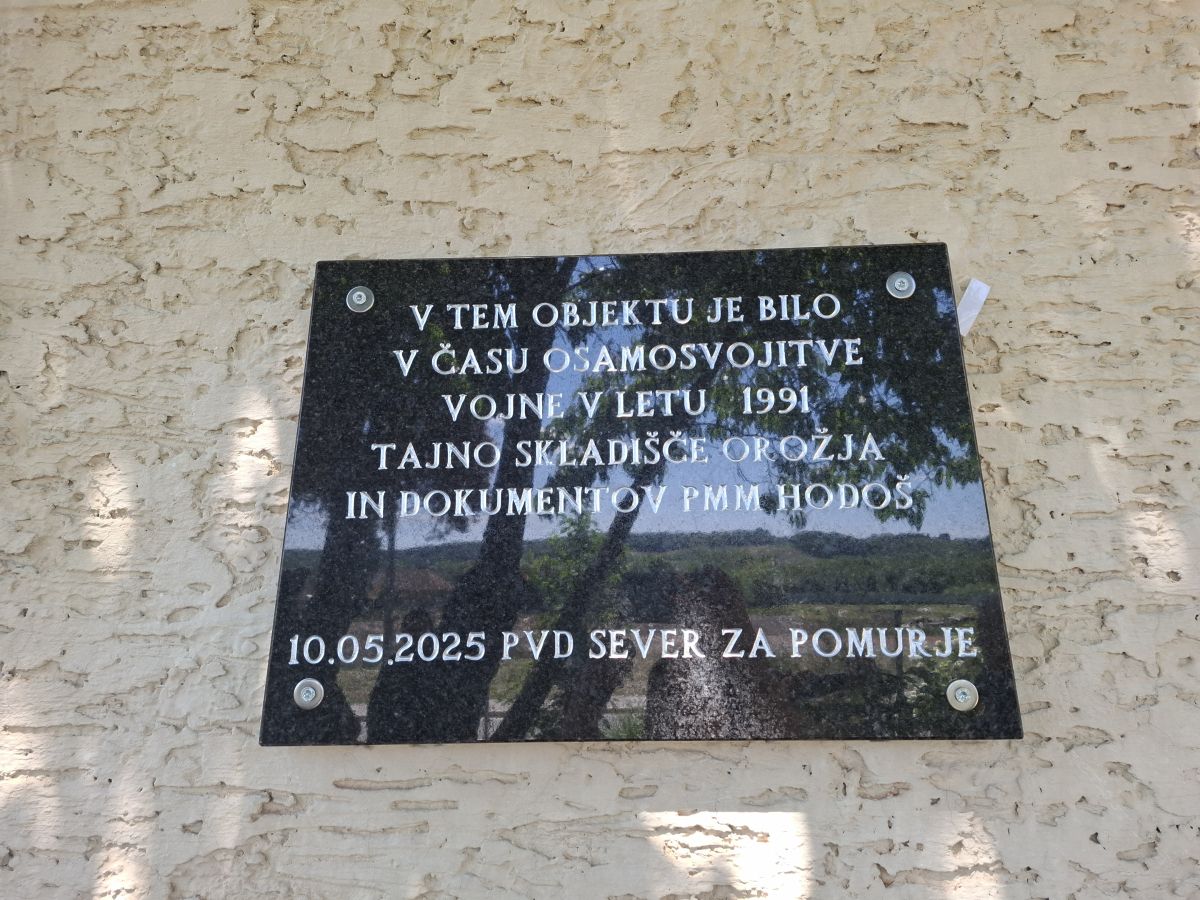 V TEM OBJEKTU JE BILO
V ČASU OSAMOSVOJITVE
VOJNE V LETU 1991
TAJNO SKLADIŠČE OROŽJA
IN DOKUMENTOV PMM HODOŠ
10.05.2025 PVD SEVER ZA POMURJE